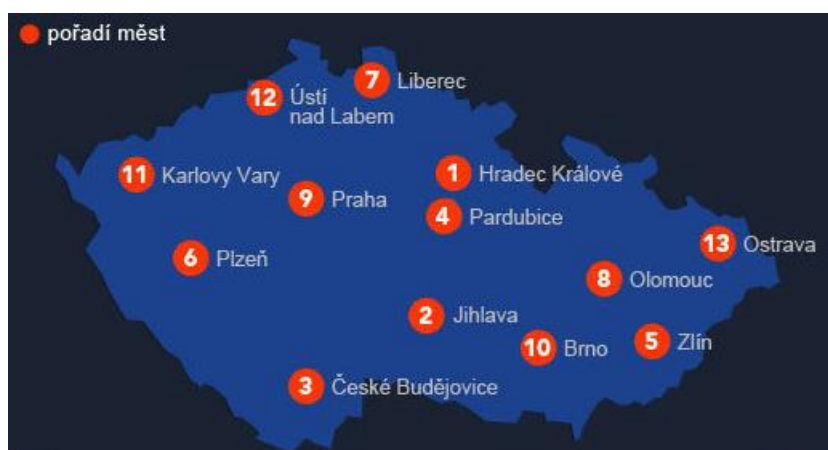 pořadí měst
7 Liberec
12 Ústí
nad Labem
11 Karlovy Vary
1 Hradec Králové
9 Praha
4 Pardubice
13 Ostrava
6 Plzeň
8 Olomouc
2 Jihlava
10 Brno
5 Zlín
3 České Budějovice